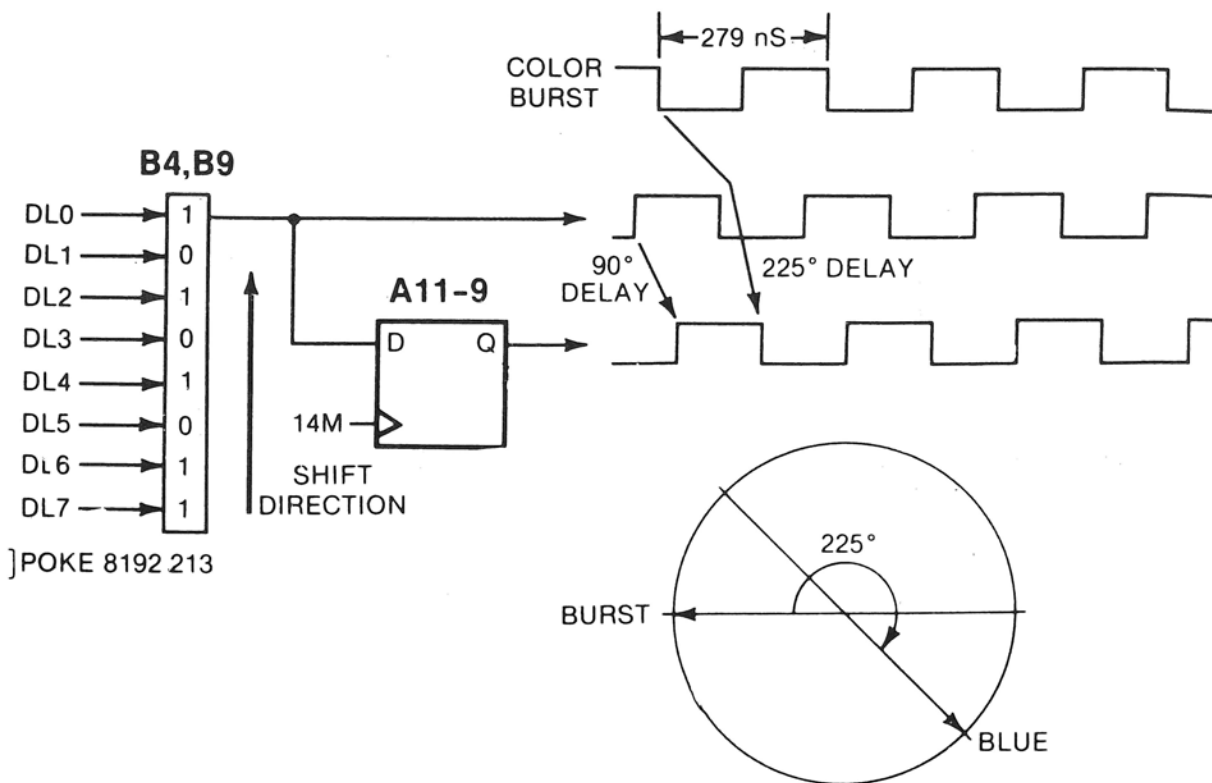 279 nS
COLOR
BURST
B4,B9
DL0 1
DL1 0
DL2 1
DL3 0
DL4 1
DL5 0
DL6 1
DL7 1
]POKE 8192 213
SHIFT
DIRECTION
A11-9
D Q
14M
90°
DELAY
225° DELAY
225°
BURST
BLUE